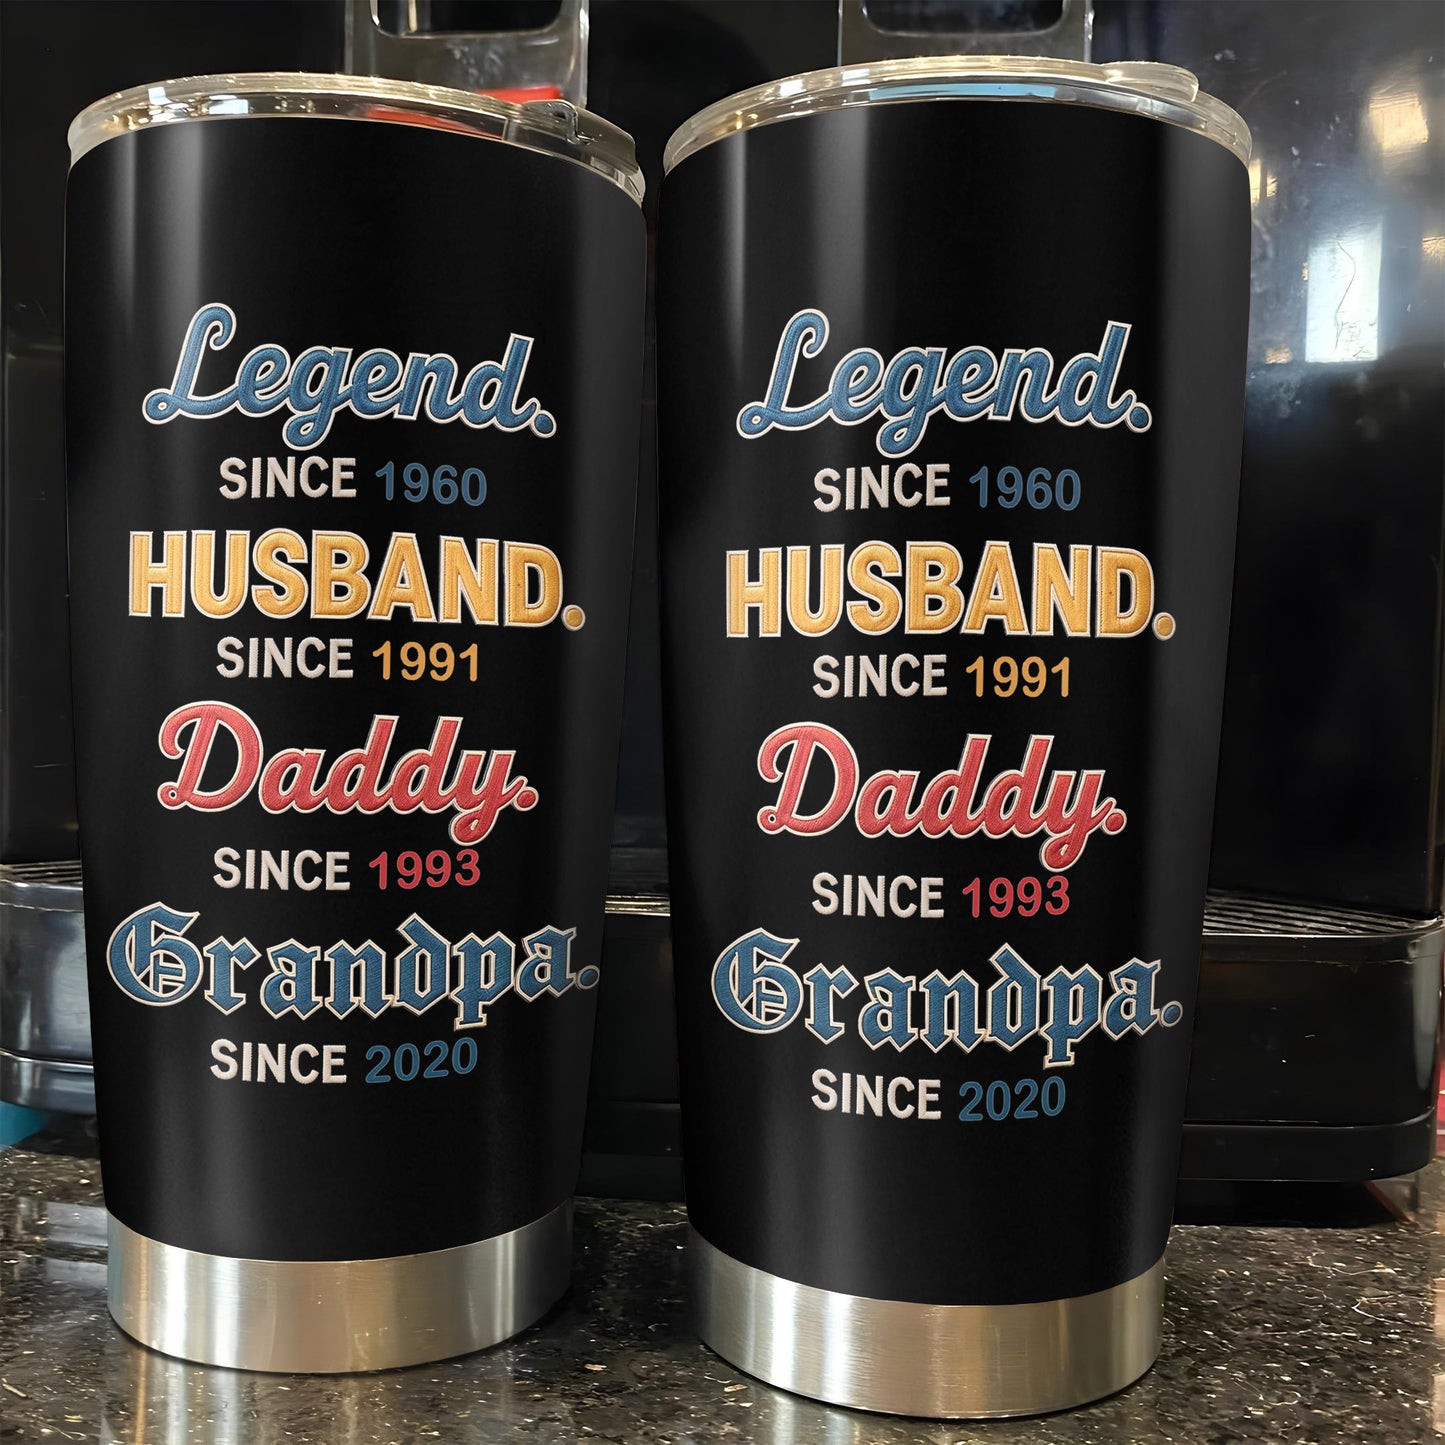 Legend.
SINCE 1960
HUSBAND.
SINCE 1991
Daddy.
SINCE 1993
Grandpa.
SINCE 2020
Legend.
SINCE 1960
HUSBAND.
SINCE 1991
Daddy.
SINCE 1993
Grandpa.
SINCE 2020